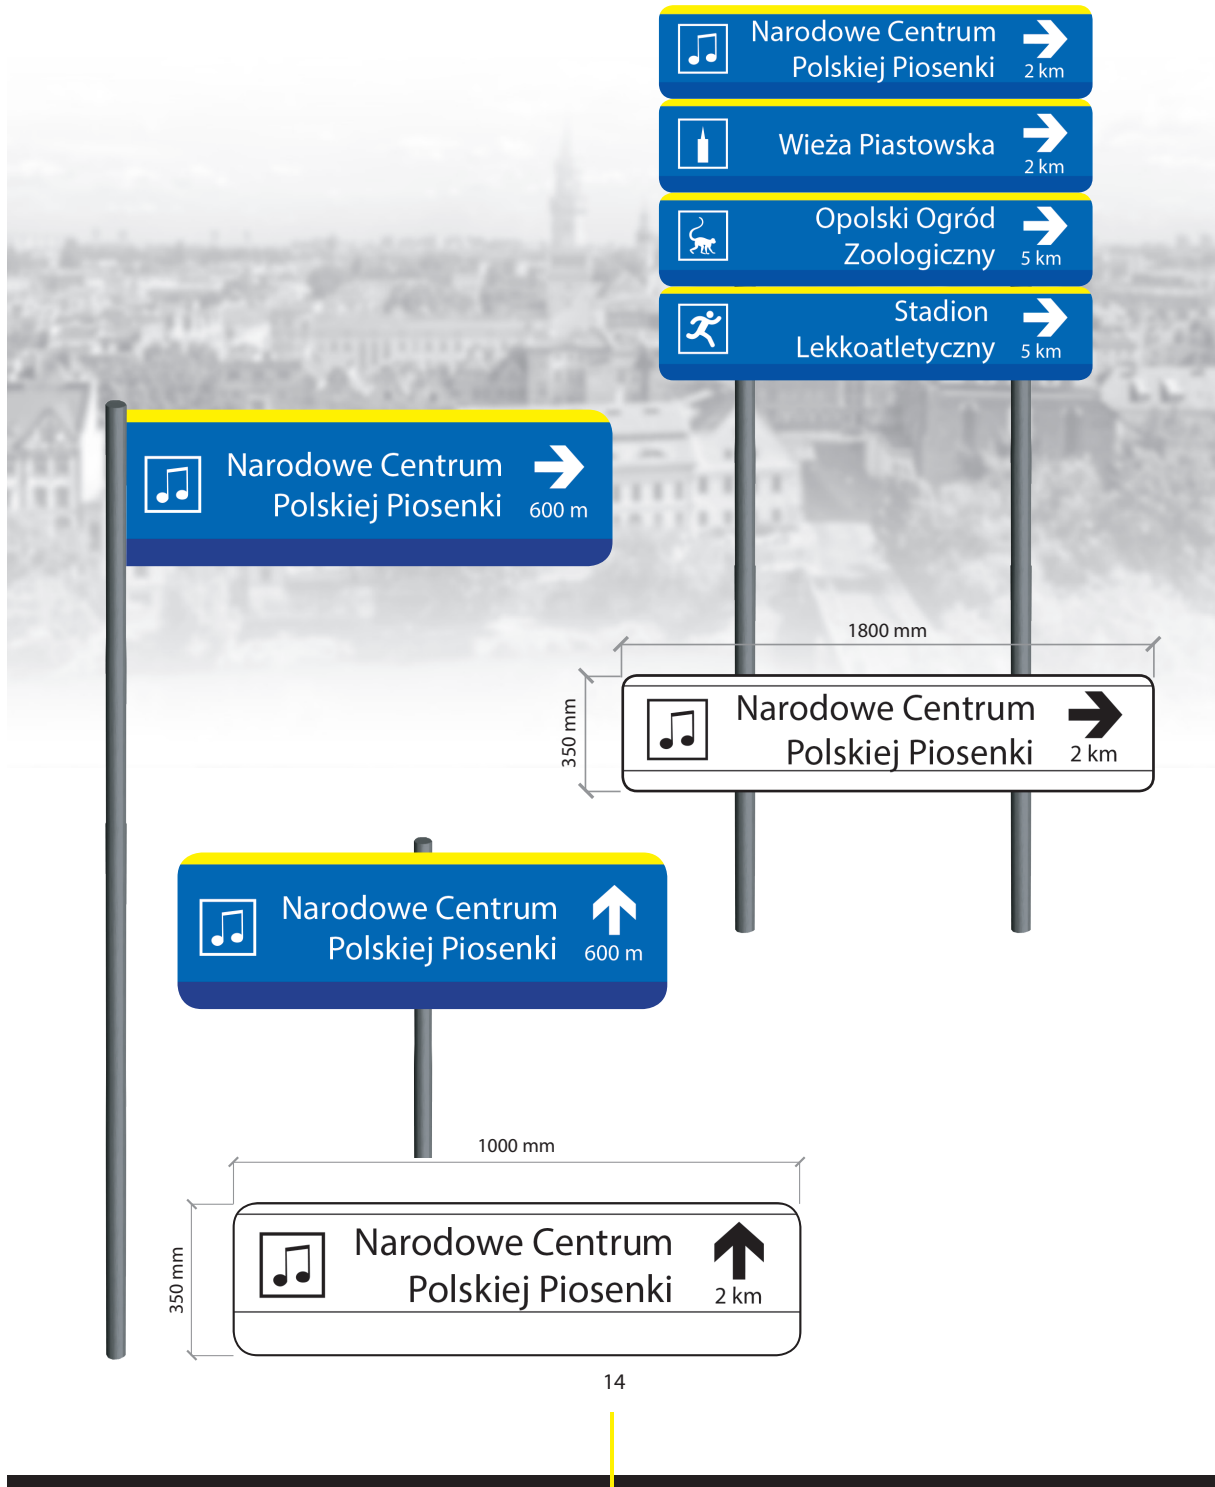 Narodowe Centrum
Polskiej Piosenki
2 km
Wieża Piastowska
2 km
Opolski Ogród
Zoologiczny
5 km
Stadion
Lekkoatletyczny
5 km
Narodowe Centrum
Polskiej Piosenki
600 m
1800 mm
350 mm
Narodowe Centrum
Polskiej Piosenki
2 km
Narodowe Centrum
Polskiej Piosenki
600 m
1000 mm
350 mm
Narodowe Centrum
Polskiej Piosenki
2 km
14